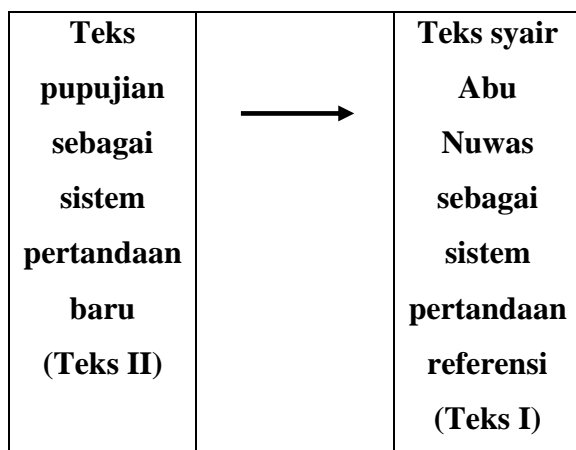 Teks
pupujian
sebagai
sistem
pertandaan
baru
(Teks II)
Teks syair
Abu
Nuwas
sebagai
sistem
pertandaan
referensi
(Teks I)